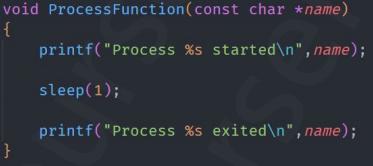 void ProcessFunction(const char *name)
{
printf("Process %s started\n",name);
sleep(1);
printf("Process %s exited\n",name);
}